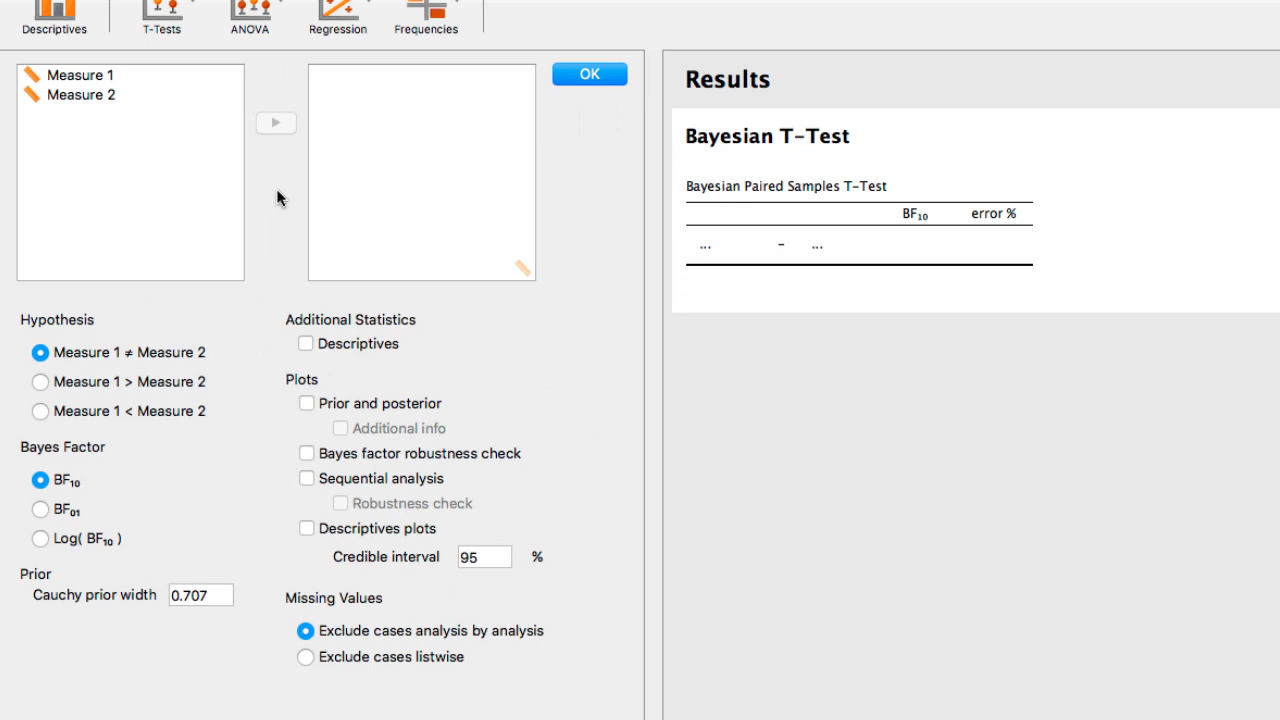 Descriptives T-Tests ANOVA Regression Frequencies
Measure 1
Measure 2
OK
Hypothesis
Measure 1 ≠ Measure 2
Measure 1 > Measure 2
Measure 1 < Measure 2
Bayes Factor
BF₁₀
BF₀₁
Log( BF₁₀ )
Prior
Cauchy prior width 0.707
Additional Statistics
Descriptives
Plots
Prior and posterior
Additional info
Bayes factor robustness check
Sequential analysis
Robustness check
Descriptives plots
Credible interval 95 %
Missing Values
Exclude cases analysis by analysis
Exclude cases listwise
Results
Bayesian T-Test
Bayesian Paired Samples T-Test
BF₁₀ error %
... - ...